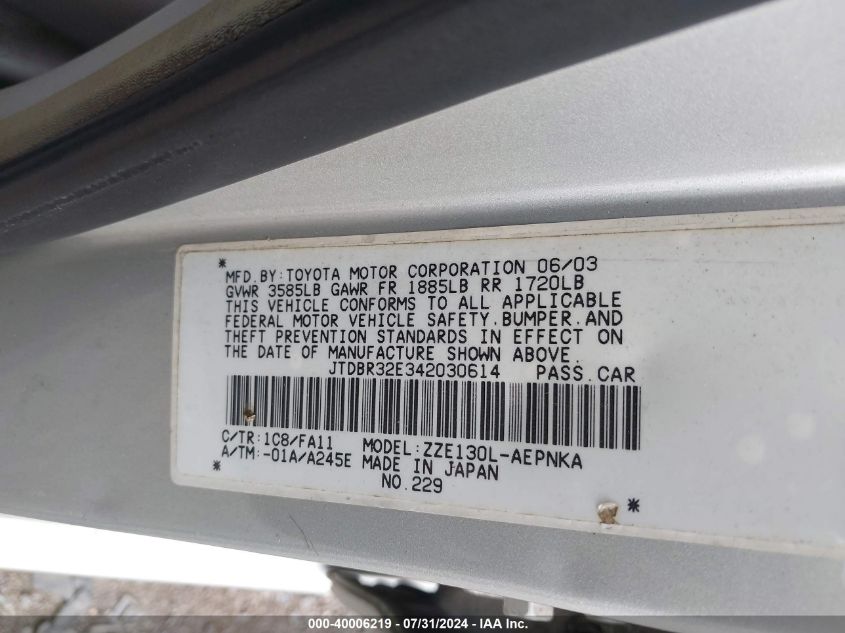 * MFD.BY:TOYOTA MOTOR CORPORATION 06/03
GVWR 3585LB GAWR FR 1885LB RR 1720LB
THIS VEHICLE CONFORMS TO ALL APPLICABLE
FEDERAL MOTOR VEHICLE SAFETY,BUMPER,AND
THEFT PREVENTION STANDARDS IN EFFECT ON
THE DATE OF MANUFACTURE SHOWN ABOVE.
JTDBR32E342030614 PASS.CAR
C/TR:1C8/FA11 MODEL:ZZE130L-AEPNKA
A/TM:-01A/A245E MADE IN JAPAN
* NO.229 *
000-40006219 - 07/31/2024 - IAA Inc.